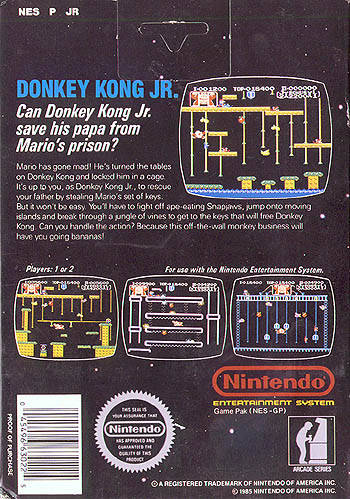 NES P JR
DONKEY KONG JR.
Can Donkey Kong Jr.
save his papa from
Mario's prison?
I-001200 TOP-015400
Mario has gone mad! He's turned the tables
on Donkey Kong and locked him in a cage.
It's up to you, as Donkey Kong Jr., to rescue
your father by stealing Mario's set of keys.
But it won't be easy. You'll have to fight off ape-eating Snapjaws, jump onto moving
islands and break through a jungle of vines to get to the keys that will free Donkey
Kong. Can you handle the action? Because this off-the-wall monkey business will
have you going bananas!
Players: 1 or 2
For use with the Nintendo Entertainment System.
Nintendo
ENTERTAINMENT SYSTEM
Game Pak (NES-GP)
THIS SEAL IS
YOUR ASSURANCE THAT
Nintendo
HAS APPROVED AND
GUARANTEED THE
QUALITY OF THIS
PRODUCT
ARCADE SERIES
PROOF OF PURCHASE
® A REGISTERED TRADEMARK OF NINTENDO OF AMERICA INC.
© 1985 NINTENDO OF AMERICA INC.